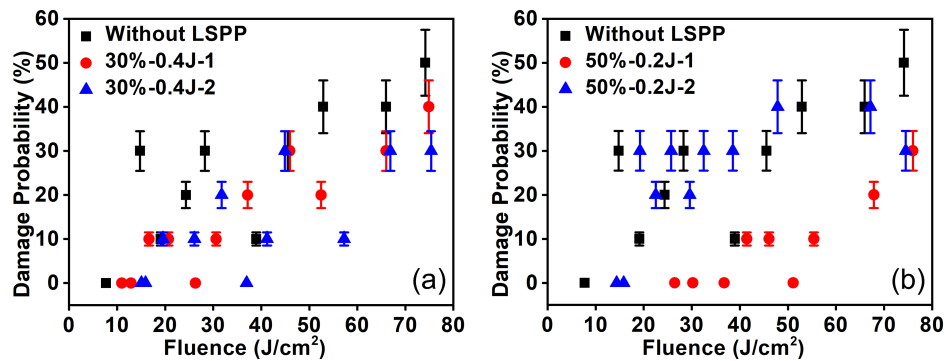 60
50
40
30
20
10
0
Damage Probability (%)
Without LSPP
30%-0.4J-1
30%-0.4J-2
(a)
0 10 20 30 40 50 60 70 80
Fluence (J/cm²)
60
50
40
30
20
10
0
Damage Probability (%)
Without LSPP
50%-0.2J-1
50%-0.2J-2
(b)
0 10 20 30 40 50 60 70 80
Fluence (J/cm²)